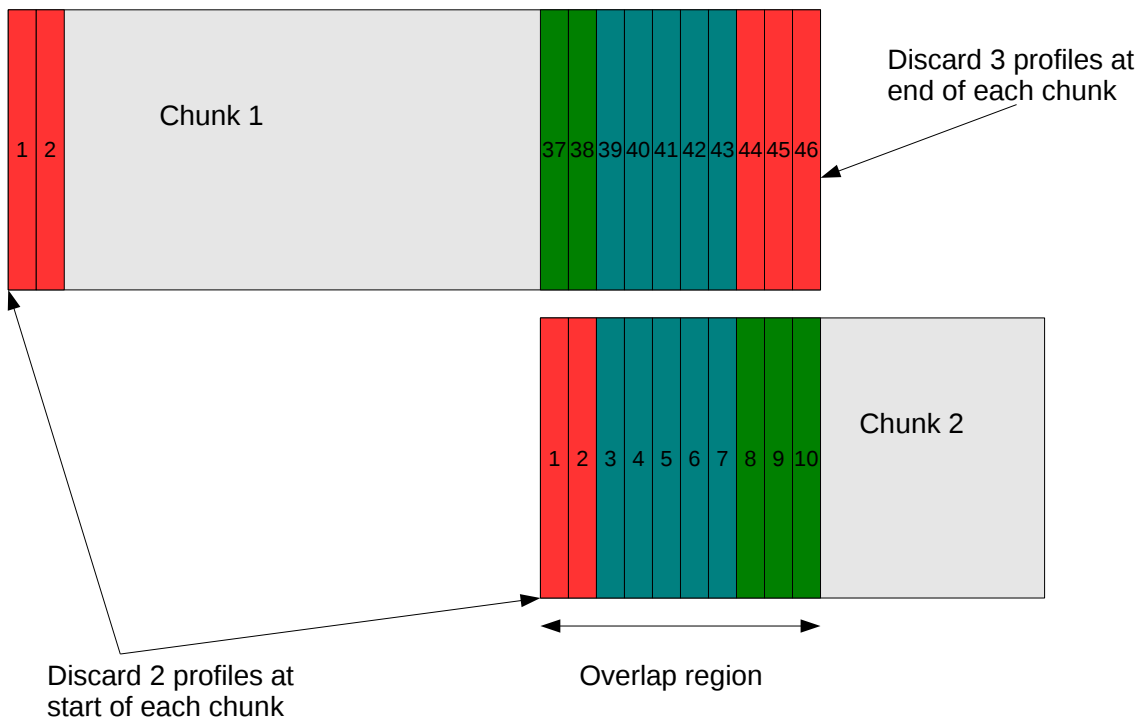 Discard 3 profiles at
end of each chunk
Chunk 1
1 2 37 38 39 40 41 42 43 44 45 46
Chunk 2
1 2 3 4 5 6 7 8 9 10
Discard 2 profiles at
start of each chunk
Overlap region